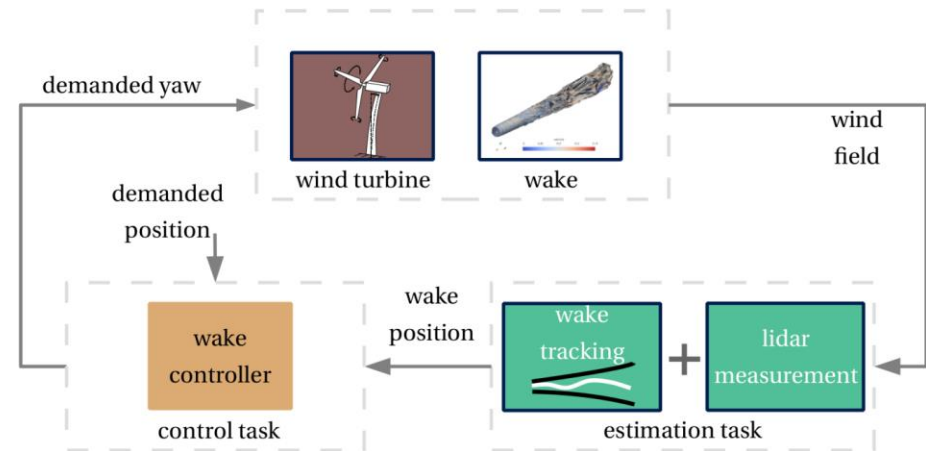 demanded yaw
wind turbine
wake
wind
field
demanded
position
wake
controller
control task
wake
position
wake
tracking
+
lidar
measurement
estimation task